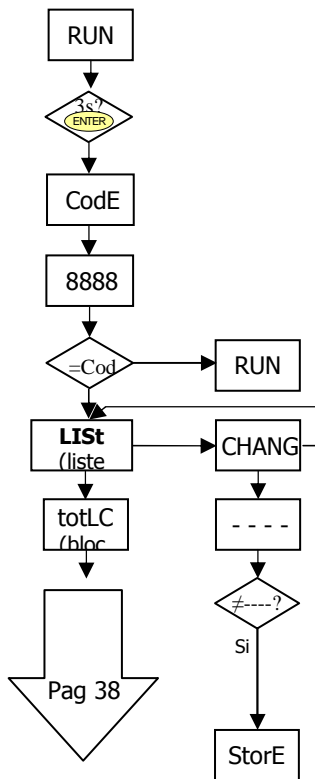 RUN
3s?
ENTER
CodE
8888
=Cod
RUN
LISt
(liste
CHANG
totLC
(bloc
- - - -
≠----?
Si
Pag 38
StorE